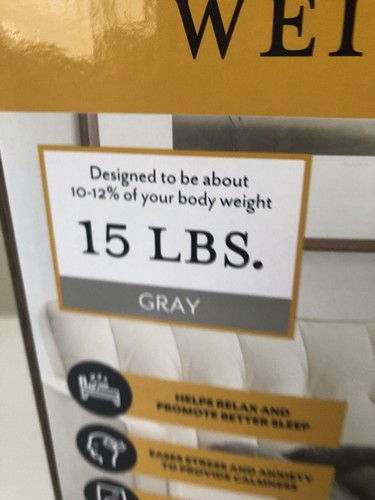 WEI
Designed to be about
10-12% of your body weight
15 LBS.
GRAY
HELPS RELAX AND
PROMOTE BETTER SLEEP
EASES STRESS AND ANXIETY
TO PROVIDE CALMNESS